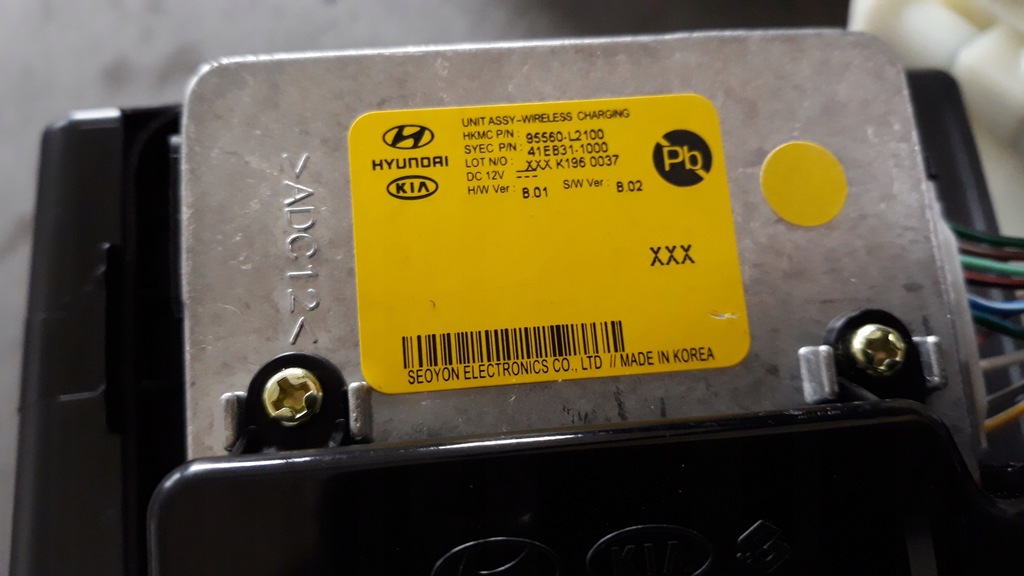 UNIT ASSY-WIRELESS CHARGING
HKMC P/N : 95560-L2100
SYEC P/N : 41EB31-1000
LOT N/O : XXX K196 0037
DC 12V
H/W Ver : B.01 S/W Ver : B.02
HYUNDAI
KIA
Pb
>ADC12<
XXX
SEOYON ELECTRONICS CO., LTD // MADE IN KOREA
KIA